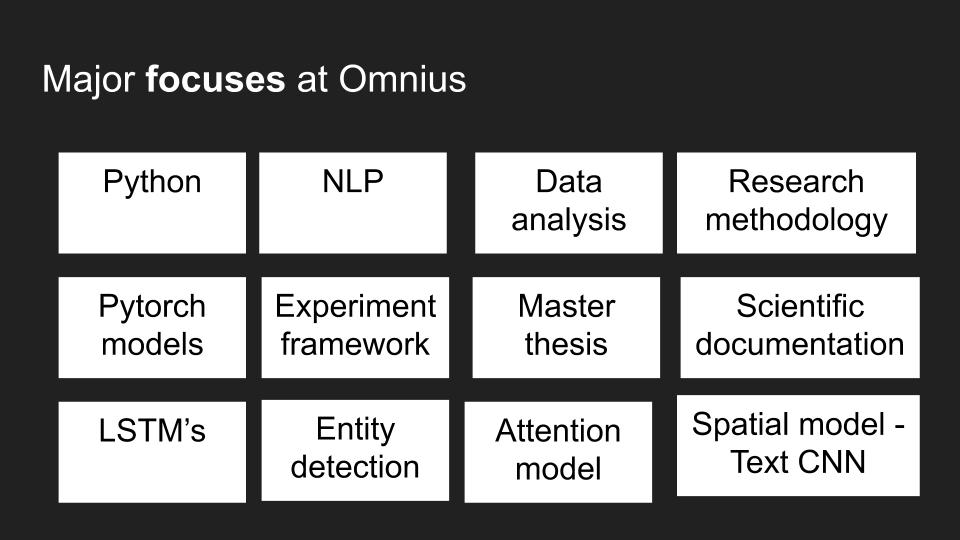 Major focuses at Omnius
Python
NLP
Data
analysis
Research
methodology
Pytorch
models
Experiment
framework
Master
thesis
Scientific
documentation
LSTM’s
Entity
detection
Attention
model
Spatial model -
Text CNN